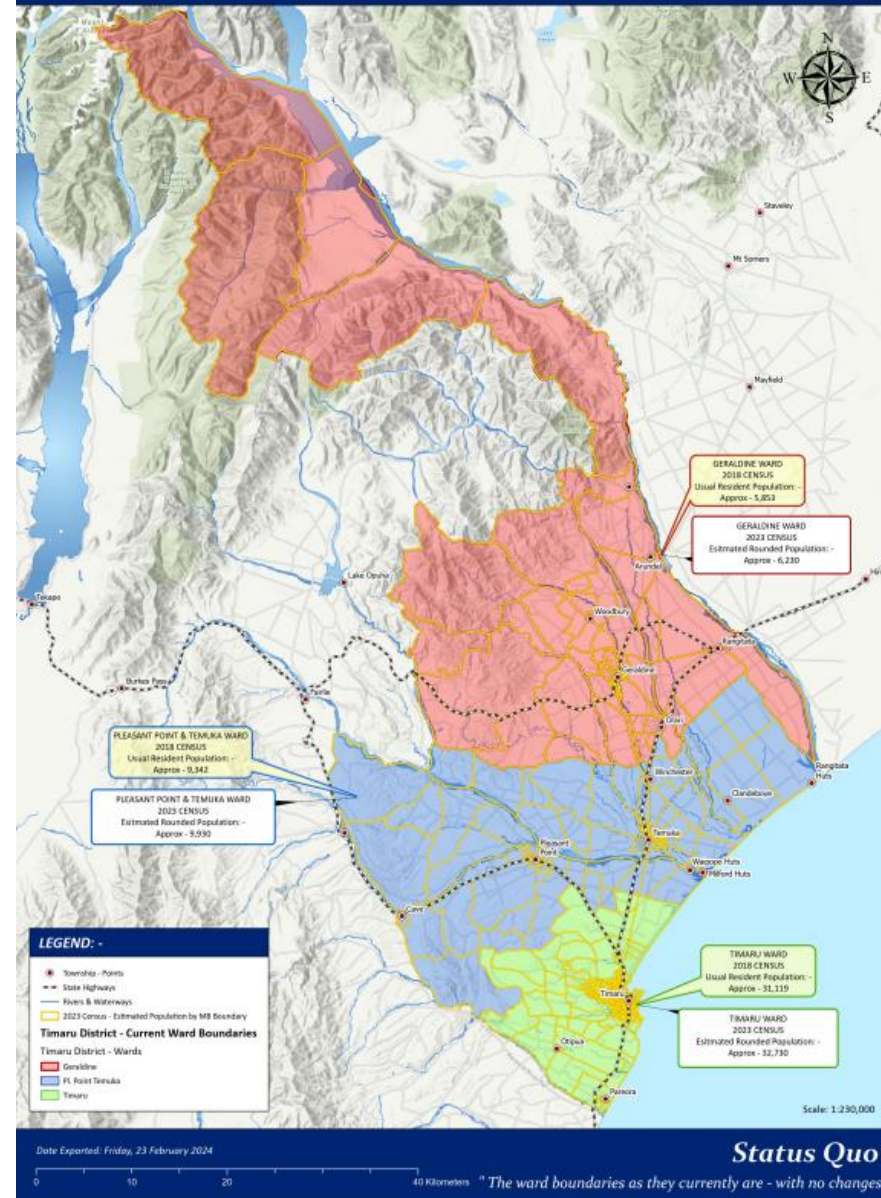 N
W E
S
Staveley
Mt Somers
Mayfield
GERALDINE WARD
2018 CENSUS
Usual Resident Population: -
Approx - 5,853
GERALDINE WARD
2023 CENSUS
Esitmated Rounded Population: -
Approx - 6,230
Arundel
Lake Opuha
Woodbury
Tekapo
Rangitata
Geraldine
Burkes Pass
Fairlie
Orari
PLEASANT POINT & TEMUKA WARD
2018 CENSUS
Usual Resident Population: -
Approx - 9,342
Winchester
Rangitata
Huts
Clandeboye
PLEASANT POINT & TEMUKA WARD
2023 CENSUS
Esitmated Rounded Population: -
Approx - 9,930
Temuka
Pleasant
Point
Waipopo Huts
Milford Huts
Cave
LEGEND: -
Township - Points
State Highways
Rivers & Waterways
2023 Census - Estimated Population by MB Boundary
Timaru District - Current Ward Boundaries
Timaru District - Wards
Geraldine
Pl. Point Temuka
Timaru
TIMARU WARD
2018 CENSUS
Usual Resident Population: -
Approx - 31,119
Timaru
TIMARU WARD
2023 CENSUS
Esitmated Rounded Population: -
Approx - 32,730
Otipua
Pareora
Scale: 1:230,000
Date Exported: Friday, 23 February 2024
Status Quo
0 10 20 40 Kilometers
" The ward boundaries as they currently are - with no changes